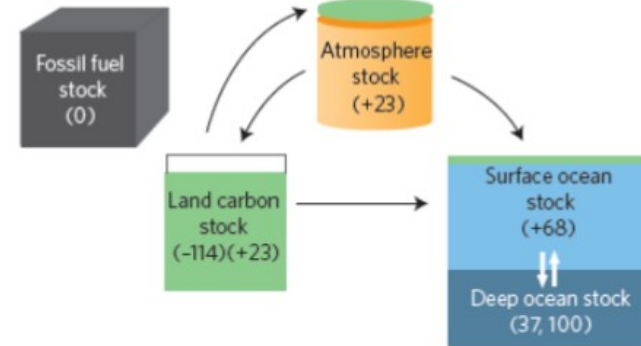 Fossil fuel
stock
(0)
Atmosphere
stock
(+23)
Land carbon
stock
(−114)(+23)
Surface ocean
stock
(+68)
Deep ocean stock
(37, 100)